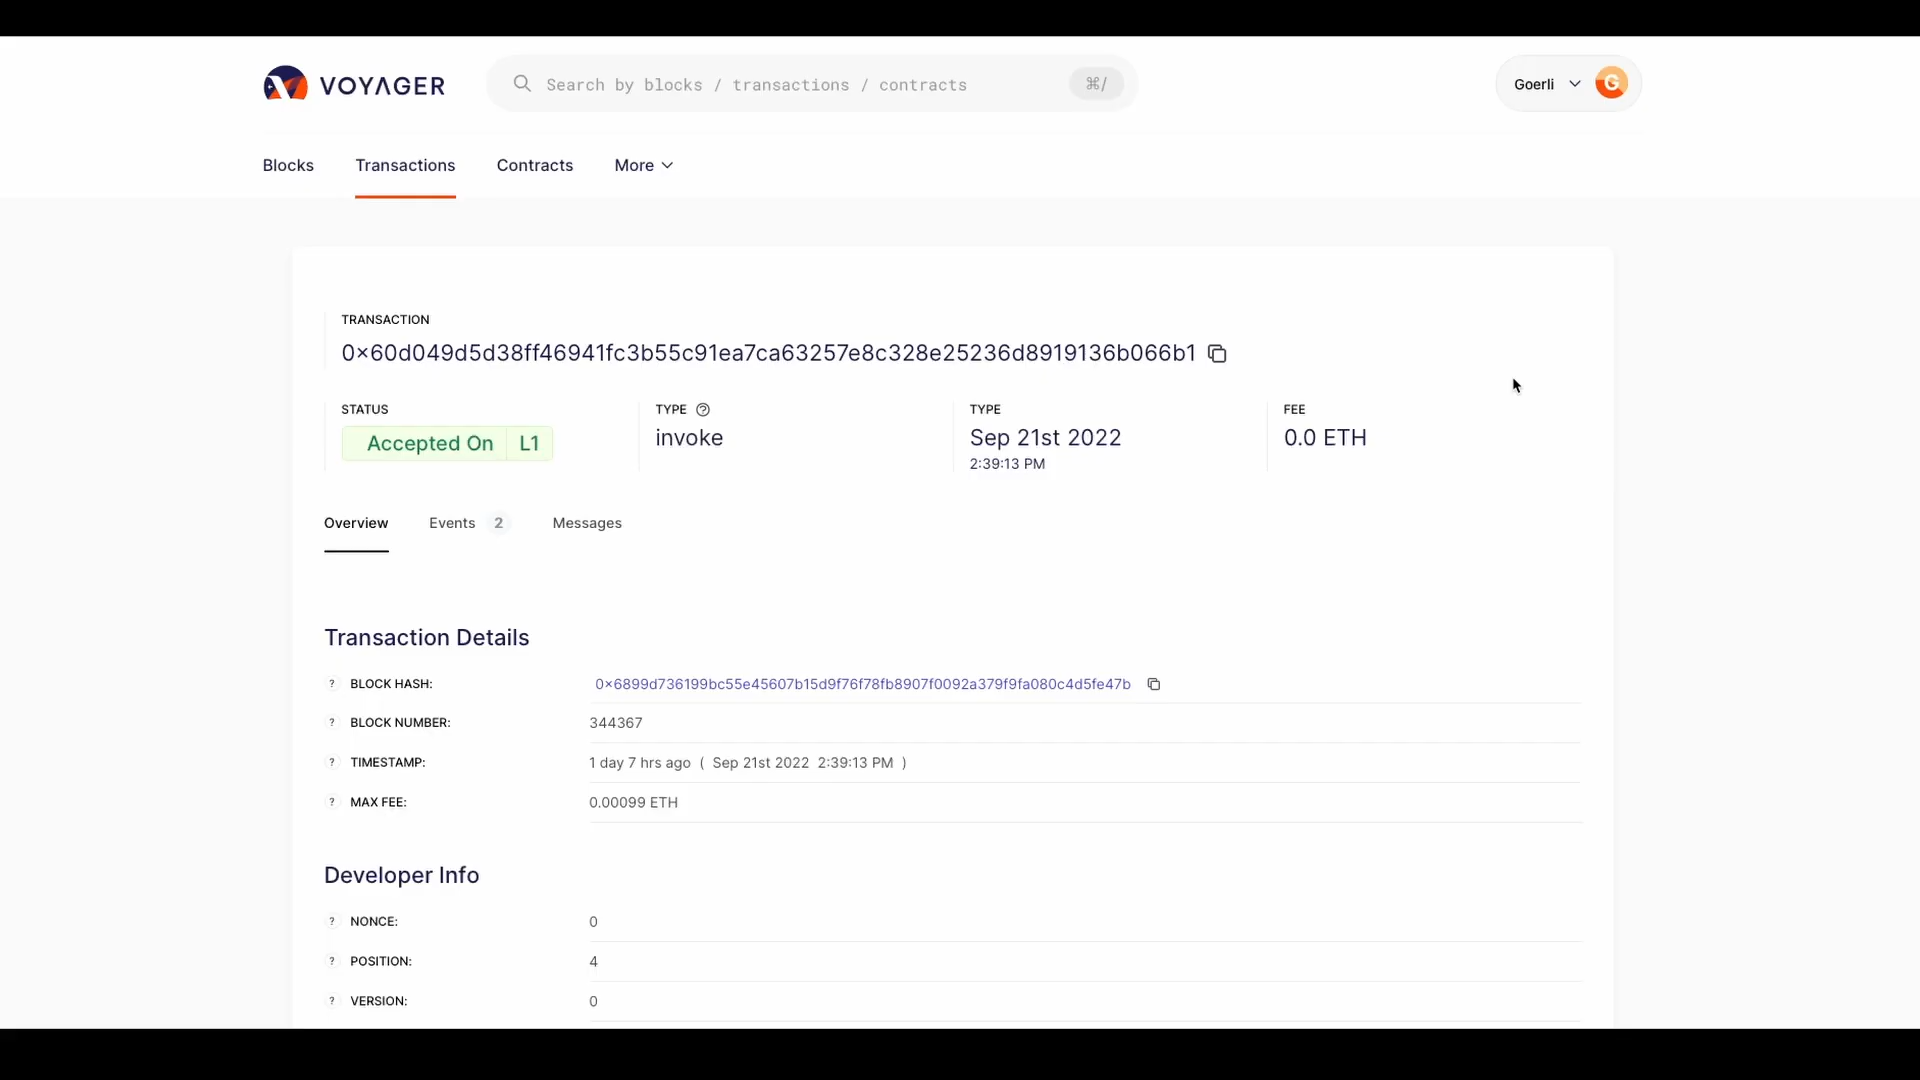 VOYAGER
Search by blocks / transactions / contracts
⌘/
Goerli
G
Blocks Transactions Contracts More
TRANSACTION
0x60d049d5d38ff46941fc3b55c91ea7ca63257e8c328e25236d8919136b066b1
STATUS TYPE ? TYPE FEE
Accepted On L1 invoke Sep 21st 2022 0.0 ETH
2:39:13 PM
Overview Events 2 Messages
Transaction Details
? BLOCK HASH: 0x6899d736199bc55e45607b15d9f76f78fb8907f0092a379f9fa080c4d5fe47b
? BLOCK NUMBER: 344367
? TIMESTAMP: 1 day 7 hrs ago ( Sep 21st 2022 2:39:13 PM )
? MAX FEE: 0.00099 ETH
Developer Info
? NONCE: 0
? POSITION: 4
? VERSION: 0